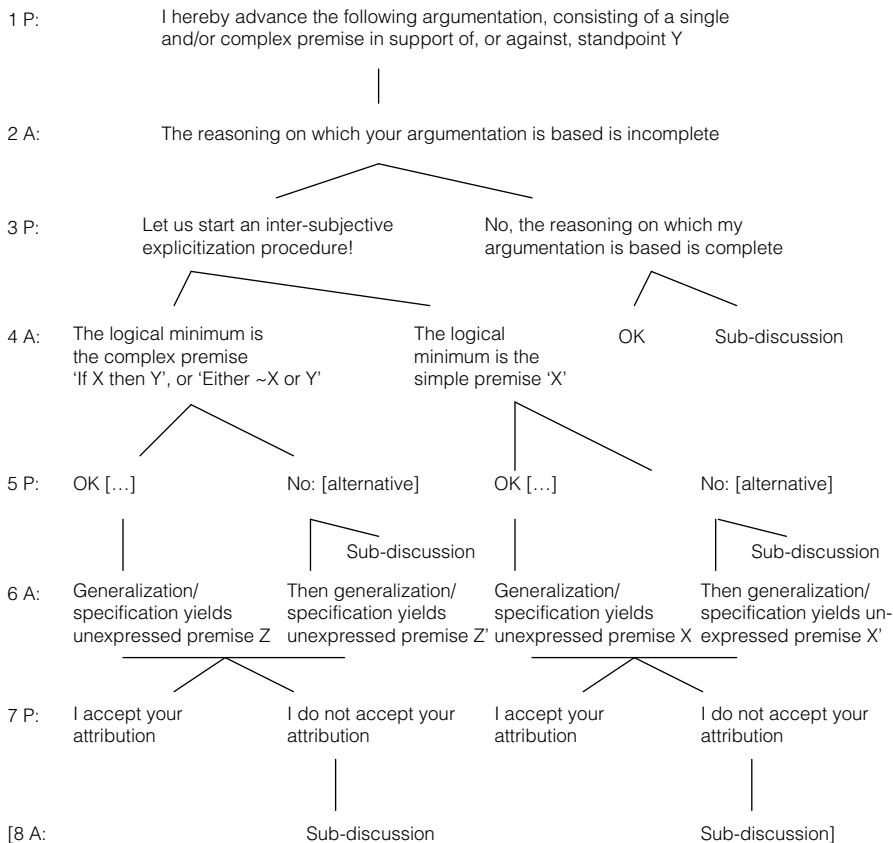 1 P: I hereby advance the following argumentation, consisting of a single
and/or complex premise in support of, or against, standpoint Y
2 A: The reasoning on which your argumentation is based is incomplete
3 P: Let us start an inter-subjective
explicitization procedure!
No, the reasoning on which my
argumentation is based is complete
4 A: The logical minimum is
the complex premise
‘If X then Y’, or ‘Either ~X or Y’
The logical
minimum is the
simple premise ‘X’
OK
Sub-discussion
5 P: OK […]
No: [alternative]
OK […]
No: [alternative]
Sub-discussion
Sub-discussion
6 A: Generalization/
specification yields
unexpressed premise Z
Then generalization/
specification yields
unexpressed premise Z’
Generalization/
specification yields
unexpressed premise X
Then generalization/
specification yields un-
expressed premise X’
7 P: I accept your
attribution
I do not accept your
attribution
I accept your
attribution
I do not accept your
attribution
[8 A: Sub-discussion
Sub-discussion]